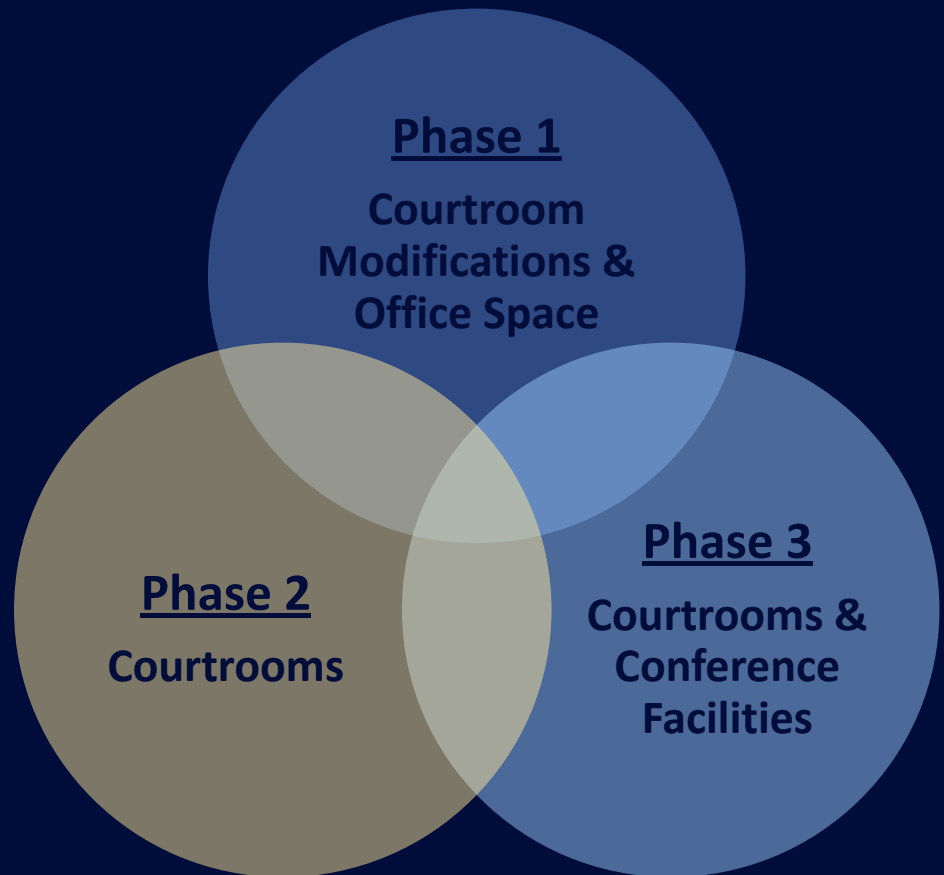 Phase 1
Courtroom
Modifications &
Office Space
Phase 2
Courtrooms
Phase 3
Courtrooms &
Conference
Facilities